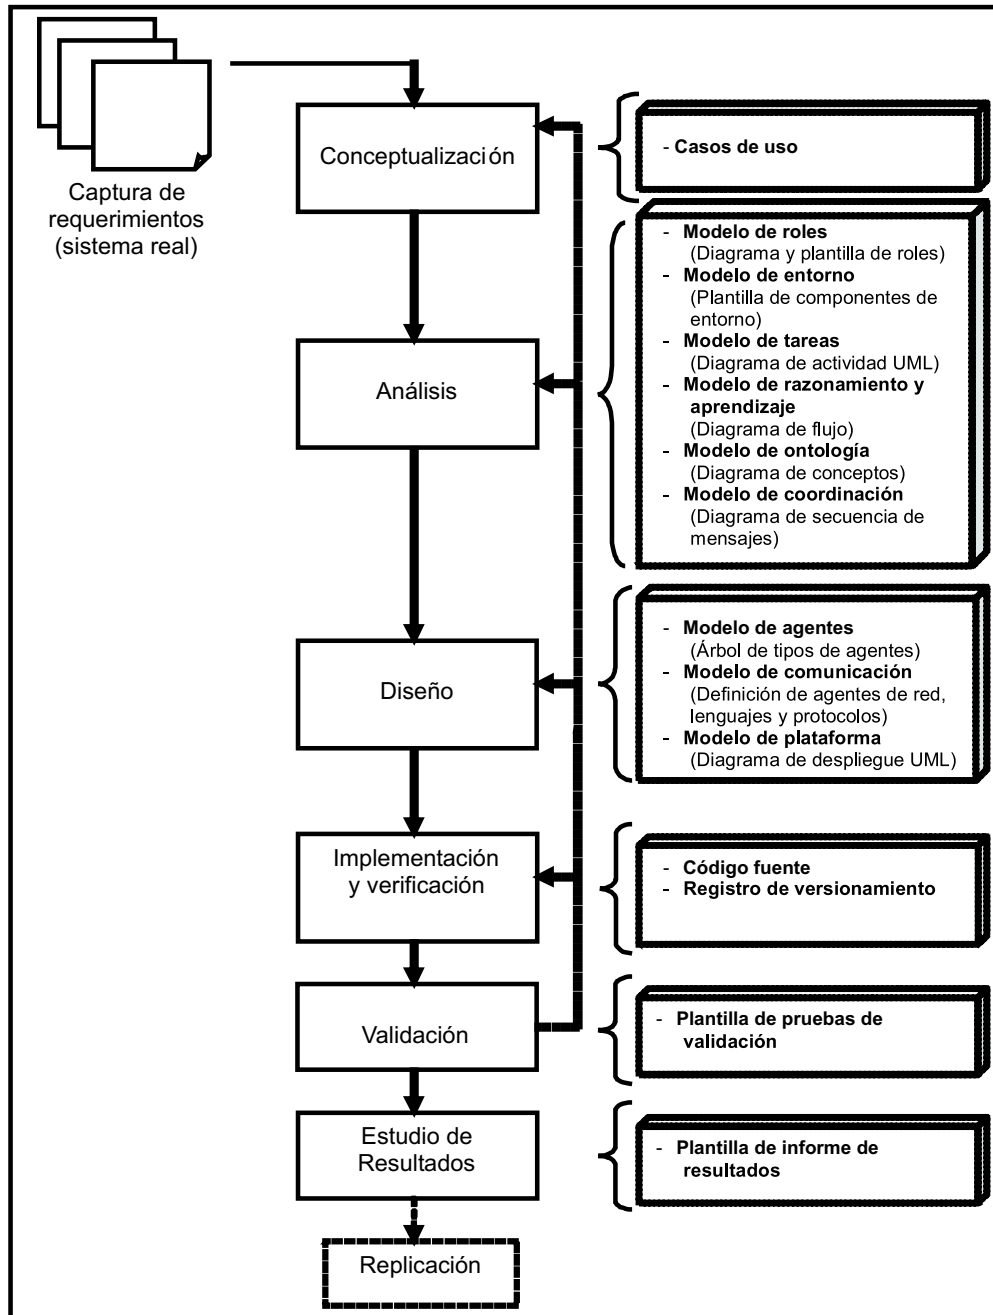 Captura de
requerimientos
(sistema real)
Conceptualización
- Casos de uso
Análisis
- Modelo de roles
(Diagrama y plantilla de roles)
- Modelo de entorno
(Plantilla de componentes de
entorno)
- Modelo de tareas
(Diagrama de actividad UML)
- Modelo de razonamiento y
aprendizaje
(Diagrama de flujo)
- Modelo de ontología
(Diagrama de conceptos)
- Modelo de coordinación
(Diagrama de secuencia de
mensajes)
Diseño
- Modelo de agentes
(Árbol de tipos de agentes)
- Modelo de comunicación
(Definición de agentes de red,
lenguajes y protocolos)
- Modelo de plataforma
(Diagrama de despliegue UML)
Implementación
y verificación
- Código fuente
- Registro de versionamiento
Validación
- Plantilla de pruebas de
validación
Estudio de
Resultados
- Plantilla de informe de
resultados
Replicación